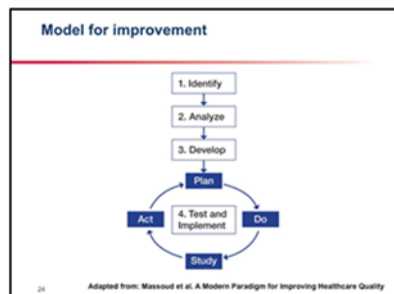 Model for improvement
1. Identify
2. Analyze
3. Develop
Plan
Act
4. Test and
Implement
Do
Study
24
Adapted from: Massoud et al. A Modern Paradigm for Improving Healthcare Quality